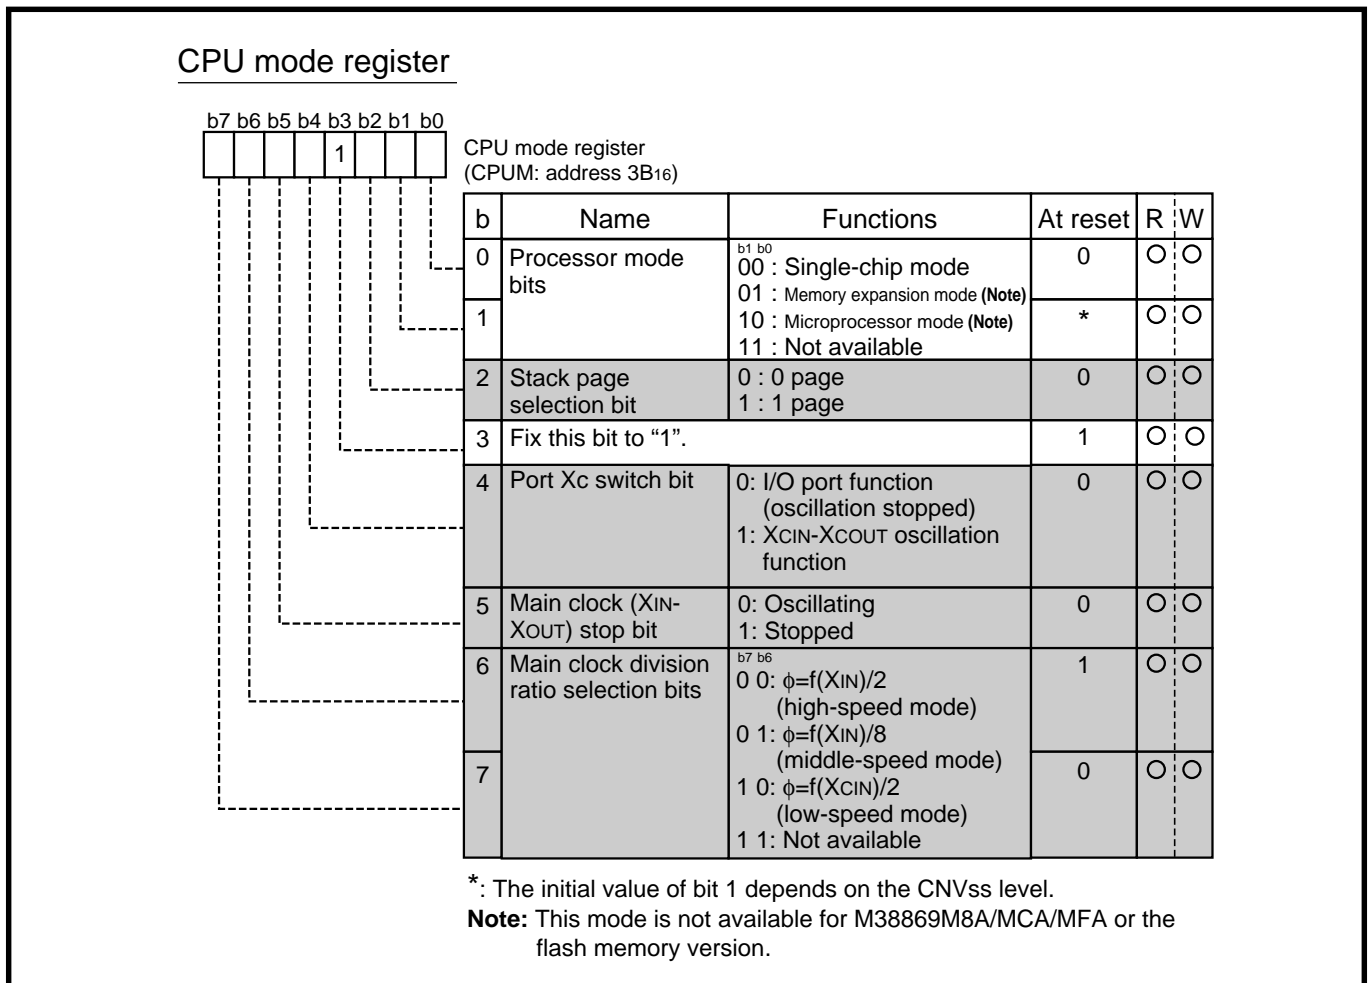 CPU mode register
b7 b6 b5 b4 b3 b2 b1 b0
1
CPU mode register
(CPUM: address 3B16)
b Name Functions At reset R W
0 Processor mode bits
b1 b0
00 : Single-chip mode
01 : Memory expansion mode (Note)
10 : Microprocessor mode (Note)
11 : Not available
0 ○ ○
1 * ○ ○
2 Stack page selection bit
0 : 0 page
1 : 1 page
0 ○ ○
3 Fix this bit to “1”. 1 ○ ○
4 Port Xc switch bit
0: I/O port function
(oscillation stopped)
1: XCIN-XCOUT oscillation
function
0 ○ ○
5 Main clock (XIN-
XOUT) stop bit
0: Oscillating
1: Stopped
0 ○ ○
6 Main clock division
ratio selection bits
b7 b6
0 0: ϕ=f(XIN)/2
(high-speed mode)
0 1: ϕ=f(XIN)/8
(middle-speed mode)
1 0: ϕ=f(XCIN)/2
(low-speed mode)
1 1: Not available
1 ○ ○
7 0 ○ ○
*: The initial value of bit 1 depends on the CNVss level.
Note: This mode is not available for M38869M8A/MCA/MFA or the
flash memory version.